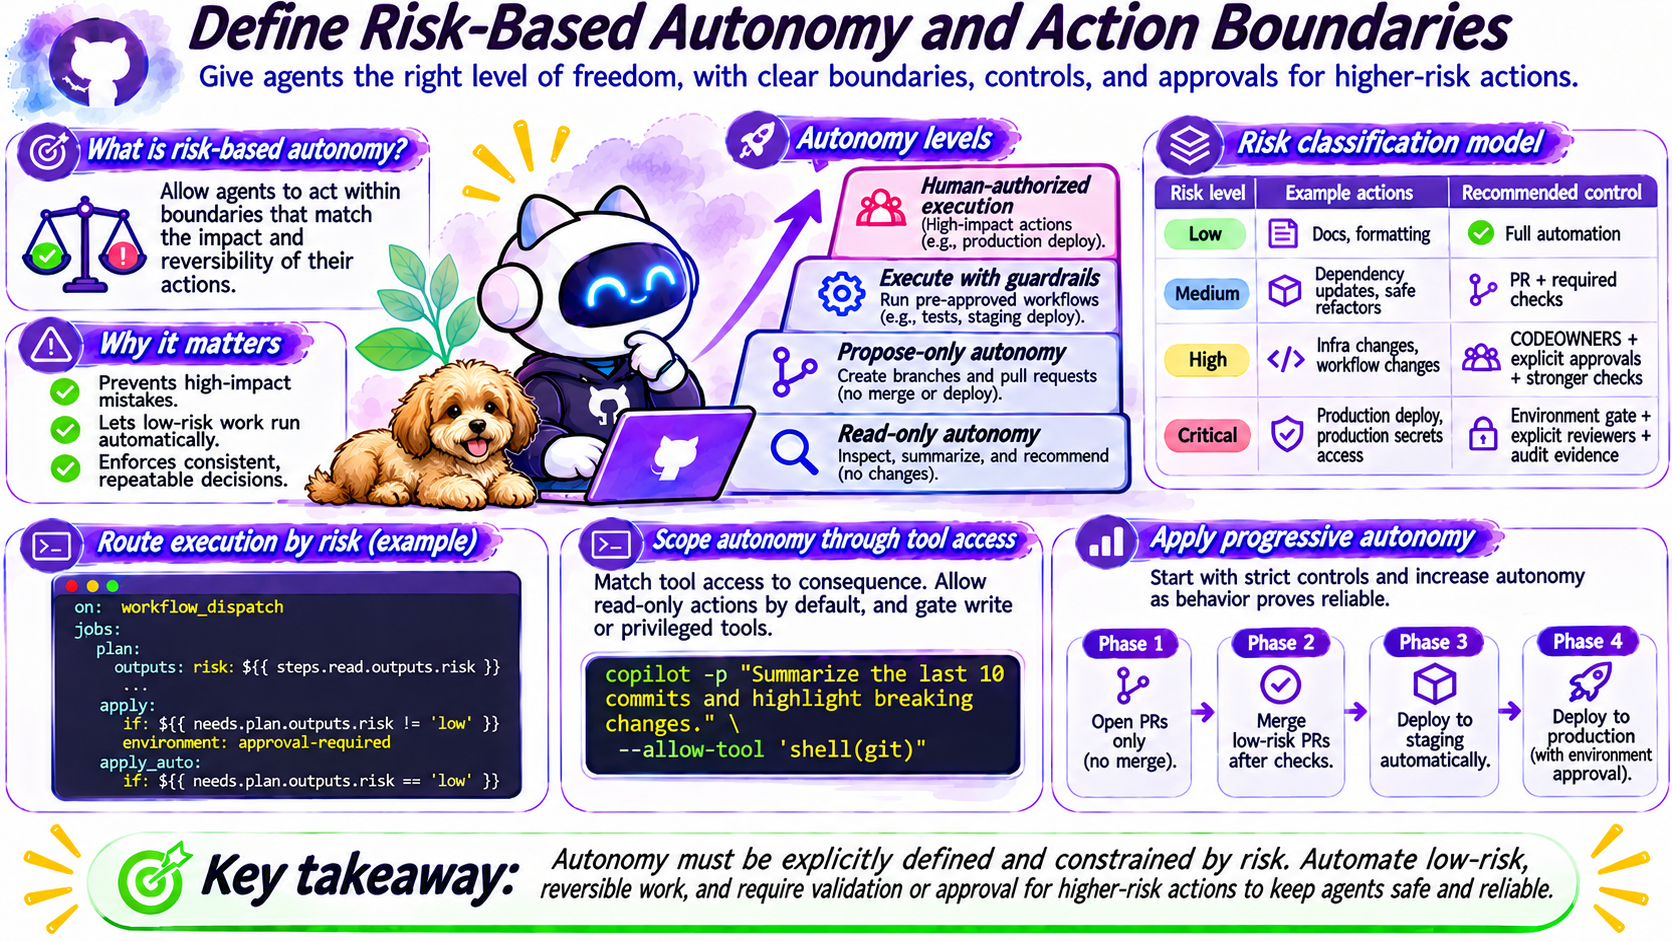 Define Risk-Based Autonomy and Action Boundaries
Give agents the right level of freedom, with clear boundaries, controls, and approvals for higher-risk actions.
What is risk-based autonomy?
Allow agents to act within
boundaries that match
the impact and
reversibility of their
actions.
Why it matters
Prevents high-impact
mistakes.
Lets low-risk work run
automatically.
Enforces consistent,
repeatable decisions.
Autonomy levels
Human-authorized
execution
(High-impact actions
(e.g., production deploy).
Execute with guardrails
Run pre-approved workflows
(e.g., tests, staging deploy).
Propose-only autonomy
Create branches and pull requests
(no merge or deploy).
Read-only autonomy
Inspect, summarize, and recommend
(no changes).
Risk classification model
Risk level Example actions Recommended control
Low Docs, formatting Full automation
Medium
Dependency
updates, safe
refactors
PR + required
checks
High
Infra changes,
workflow changes
CODEOWNERS +
explicit approvals
+ stronger checks
Critical
Production deploy,
production secrets
access
Environment gate +
explicit reviewers +
audit evidence
Route execution by risk (example)
on: workflow_dispatch
jobs:
plan:
outputs: risk: ${{ steps.read.outputs.risk }}
...
apply:
if: ${{ needs.plan.outputs.risk != 'low' }}
environment: approval-required
apply_auto:
if: ${{ needs.plan.outputs.risk == 'low' }}
Scope autonomy through tool access
Match tool access to consequence. Allow
read-only actions by default, and gate write
or privileged tools.
copilot -p "Summarize the last 10
commits and highlight breaking
changes." \
--allow-tool 'shell(git)"
Apply progressive autonomy
Start with strict controls and increase autonomy
as behavior proves reliable.
Phase 1
Open PRs
only
(no merge).
Phase 2
Merge
low-risk PRs
after checks.
Phase 3
Deploy to
staging
automatically.
Phase 4
Deploy to
production
(with environment
approval).
Key takeaway:
Autonomy must be explicitly defined and constrained by risk. Automate low-risk,
reversible work, and require validation or approval for higher-risk actions to keep agents safe and reliable.